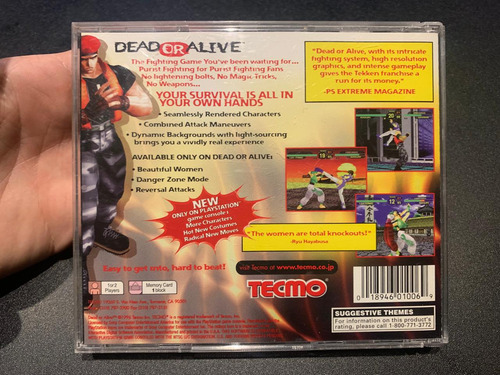 DEAD OR ALIVE
The Fighting Game You've been waiting for...
Purist Fighting for Purist Fighting Fans
No lightening bolts, No Magic Tricks,
No Weapons...
YOUR SURVIVAL IS ALL IN
YOUR OWN HANDS
• Seamlessly Rendered Characters
• Combined Attack Maneuvers
• Dynamic Backgrounds with light-sourcing
brings you a vividly real experience
AVAILABLE ONLY ON DEAD OR ALIVE:
• Beautiful Women
• Danger Zone Mode
• Reversal Attacks
NEW
ONLY ON PLAYSTATION
game console:
More Characters
Hot New Costumes
Radical New Moves
"Dead or Alive, with its intricate
fighting system, high resolution
graphics, and intense gameplay
gives the Tekken franchise a
run for its money."
-PS EXTREME MAGAZINE
"The women are total knockouts!"
-Ryu Hayabusa
Easy to get into, hard to beat!
visit Tecmo at www.tecmo.co.jp
1 or 2
Players
Memory Card
1 block
TECMO
0 18946 01006 9
SUGGESTIVE THEMES
For information on this product's
rating, please call 1-800-771-3772